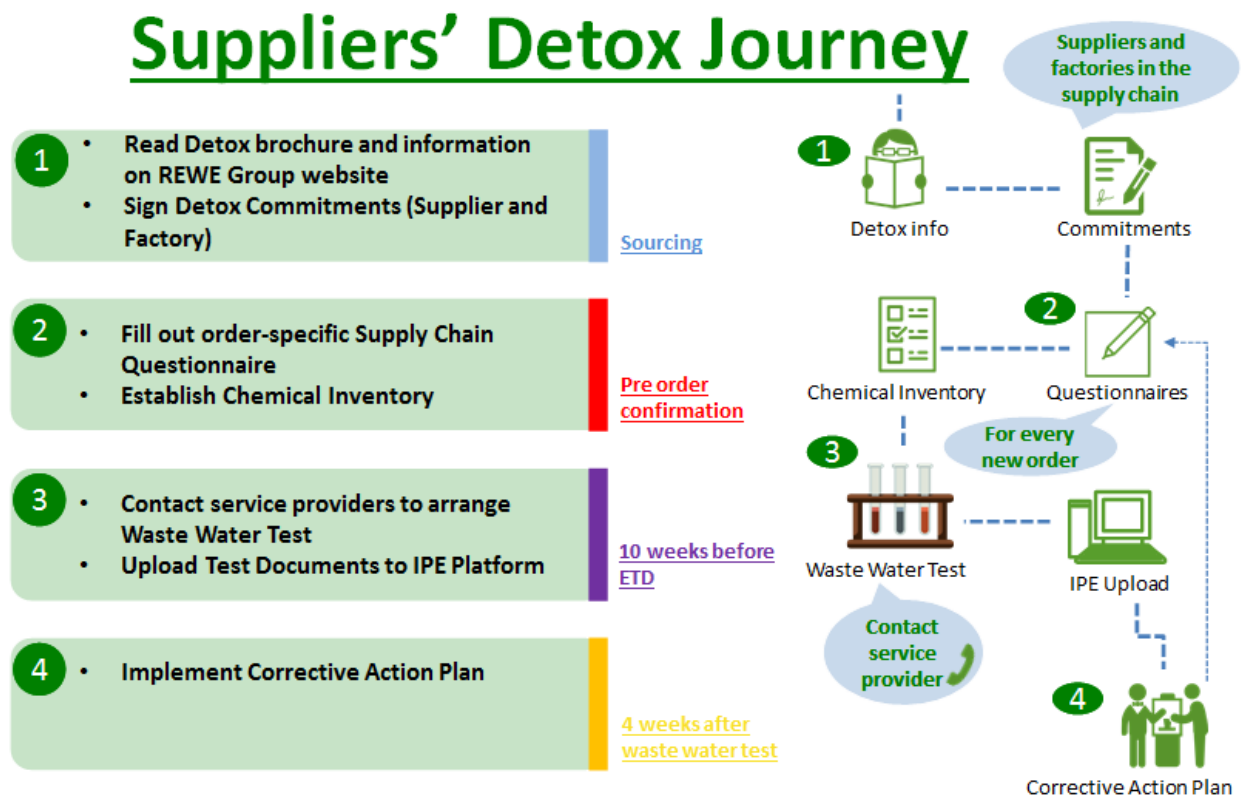 Suppliers’ Detox Journey
1
• Read Detox brochure and information
on REWE Group website
• Sign Detox Commitments (Supplier and
Factory)
Sourcing
2
• Fill out order-specific Supply Chain
Questionnaire
• Establish Chemical Inventory
Pre order
confirmation
3
• Contact service providers to arrange
Waste Water Test
• Upload Test Documents to IPE Platform
10 weeks before
ETD
4
• Implement Corrective Action Plan
4 weeks after
waste water test
Suppliers and
factories in the
supply chain
1
Detox info
Commitments
2
Chemical Inventory
Questionnaires
For every
new order
3
Waste Water Test
IPE Upload
Contact
service
provider
4
Corrective Action Plan